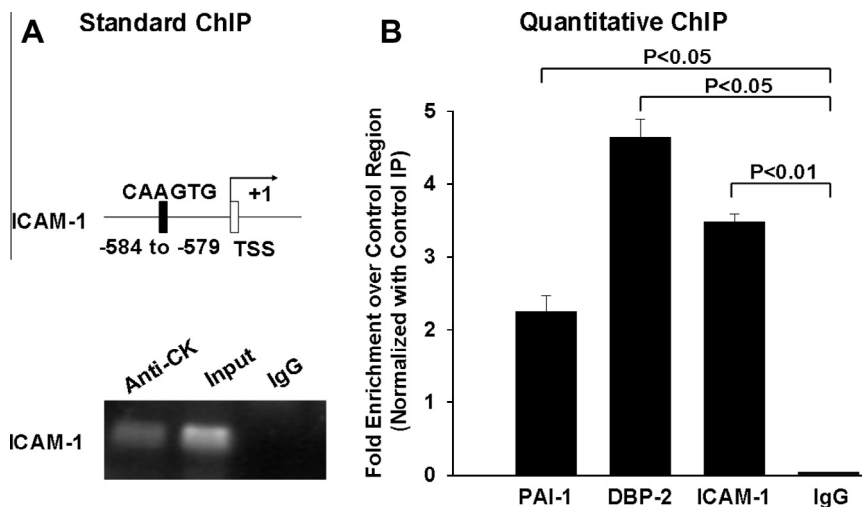 A Standard ChIP
CAAGTG
+1
ICAM-1
-584 to -579 TSS
Anti-CK Input IgG
ICAM-1
B Quantitative ChIP
P<0.05
P<0.05
P<0.01
Fold Enrichment over Control Region
(Normalized with Control IP)
5
4
3
2
1
0
PAI-1 DBP-2 ICAM-1 IgG